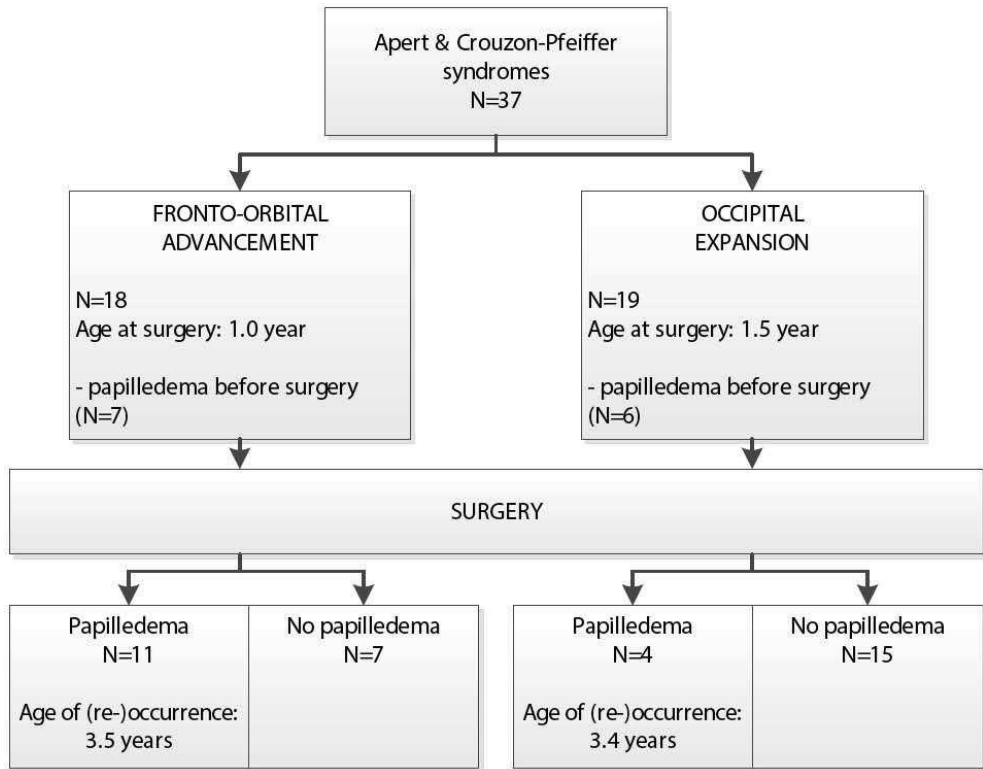 Apert & Crouzon-Pfeiffer
syndromes
N=37
FRONTO-ORBITAL
ADVANCEMENT
N=18
Age at surgery: 1.0 year
- papilledema before surgery
(N=7)
OCCIPITAL
EXPANSION
N=19
Age at surgery: 1.5 year
- papilledema before surgery
(N=6)
SURGERY
Papilledema
N=11
Age of (re-)occurrence:
3.5 years
No papilledema
N=7
Papilledema
N=4
Age of (re-)occurrence:
3.4 years
No papilledema
N=15